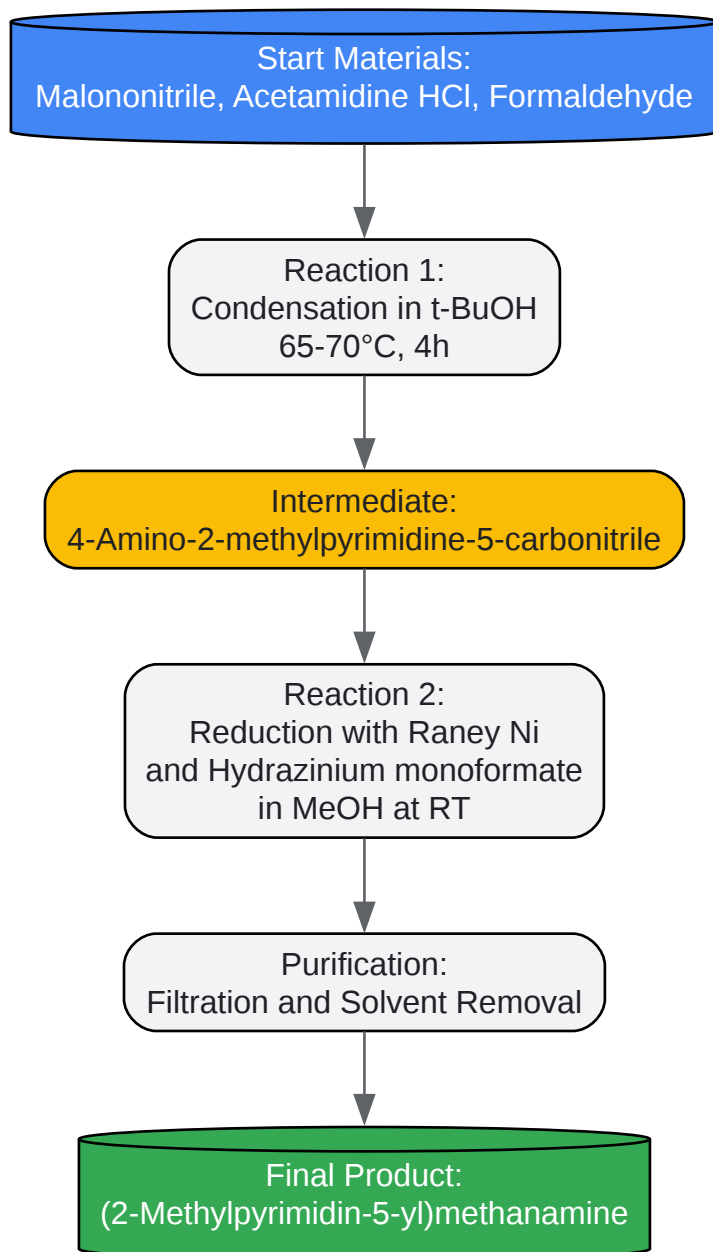 Start Materials:
Malononitrile, Acetamidine HCl, Formaldehyde
Reaction 1:
Condensation in t-BuOH
65-70°C, 4h
Intermediate:
4-Amino-2-methylpyrimidine-5-carbonitrile
Reaction 2:
Reduction with Raney Ni
and Hydrazinium monoformate
in MeOH at RT
Purification:
Filtration and Solvent Removal
Final Product:
(2-Methylpyrimidin-5-yl)methanamine